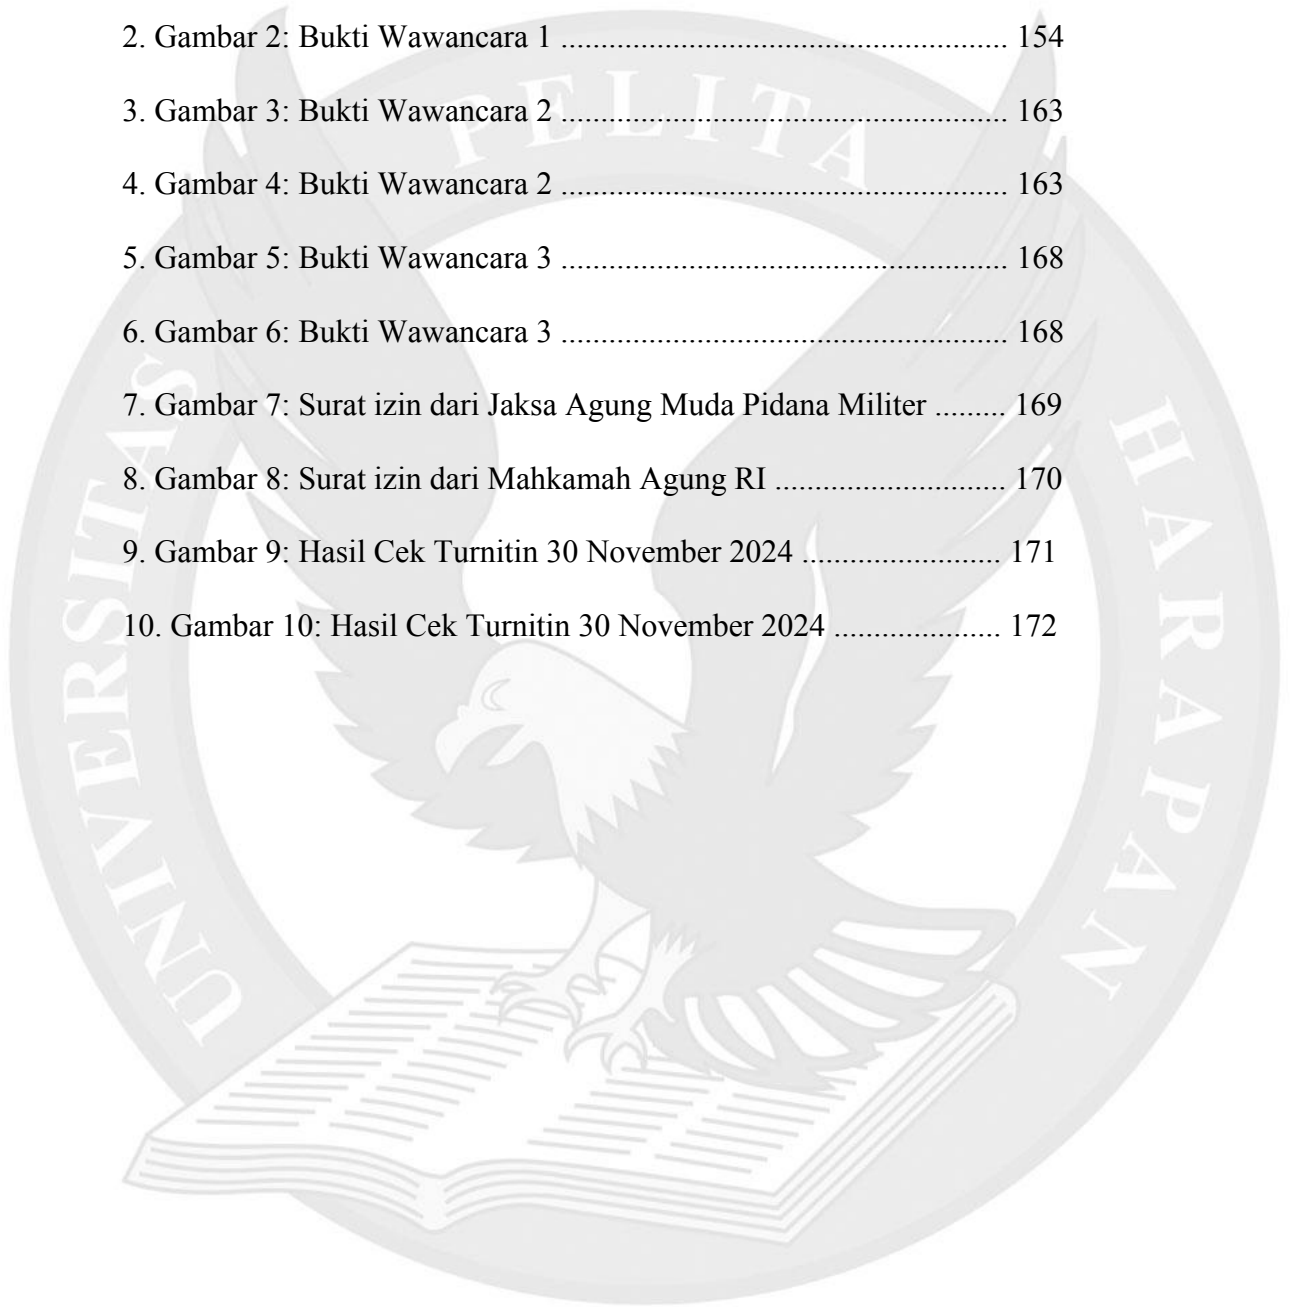 2. Gambar 2: Bukti Wawancara 1 ........................................................ 154
3. Gambar 3: Bukti Wawancara 2 ........................................................ 163
4. Gambar 4: Bukti Wawancara 2 ........................................................ 163
5. Gambar 5: Bukti Wawancara 3 ........................................................ 168
6. Gambar 6: Bukti Wawancara 3 ........................................................ 168
7. Gambar 7: Surat izin dari Jaksa Agung Muda Pidana Militer ......... 169
8. Gambar 8: Surat izin dari Mahkamah Agung RI ............................. 170
9. Gambar 9: Hasil Cek Turnitin 30 November 2024 ......................... 171
10. Gambar 10: Hasil Cek Turnitin 30 November 2024 ..................... 172
UNIVERSITAS PELITA HARAPAN